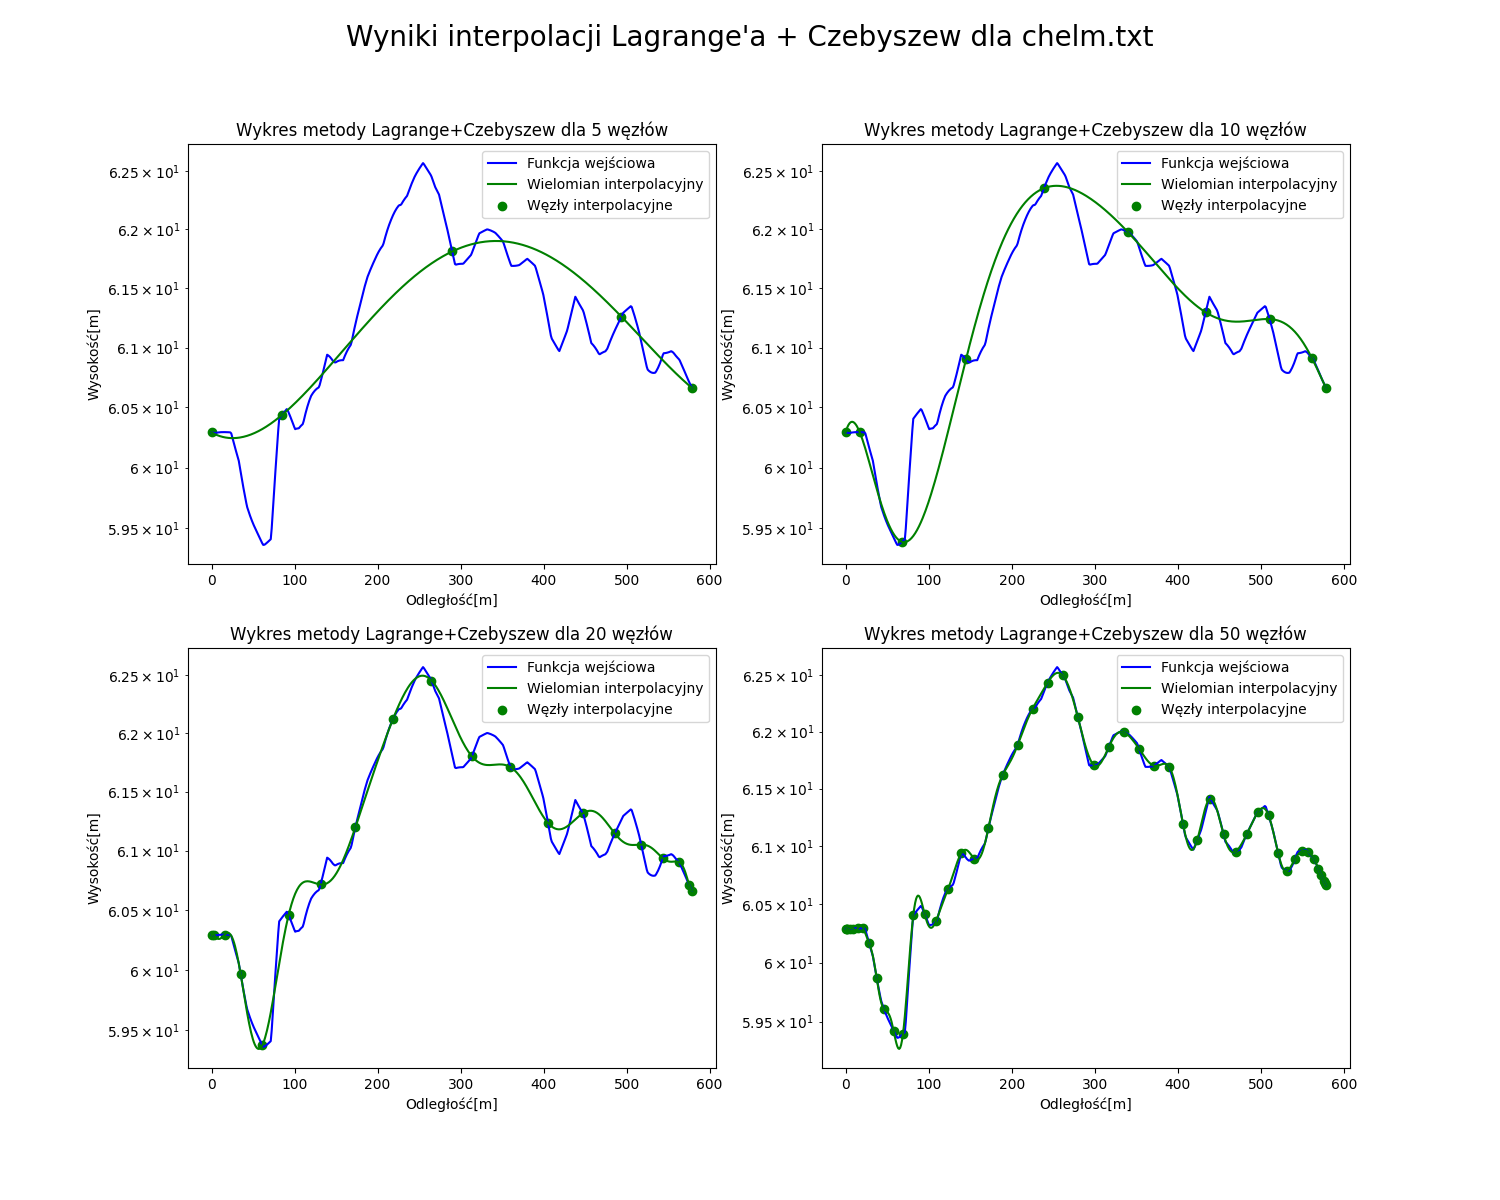 Wyniki interpolacji Lagrange'a + Czebyszew dla chelm.txt
Wykres metody Lagrange+Czebyszew dla 5 węzłów
Funkcja wejściowa
Wielomian interpolacyjny
Węzły interpolacyjne
6.25 × 10¹
6.2 × 10¹
6.15 × 10¹
6.1 × 10¹
6.05 × 10¹
6 × 10¹
5.95 × 10¹
Wysokość[m]
0 100 200 300 400 500 600
Odległość[m]
Wykres metody Lagrange+Czebyszew dla 10 węzłów
Funkcja wejściowa
Wielomian interpolacyjny
Węzły interpolacyjne
6.25 × 10¹
6.2 × 10¹
6.15 × 10¹
6.1 × 10¹
6.05 × 10¹
6 × 10¹
5.95 × 10¹
Wysokość[m]
0 100 200 300 400 500 600
Odległość[m]
Wykres metody Lagrange+Czebyszew dla 20 węzłów
Funkcja wejściowa
Wielomian interpolacyjny
Węzły interpolacyjne
6.25 × 10¹
6.2 × 10¹
6.15 × 10¹
6.1 × 10¹
6.05 × 10¹
6 × 10¹
5.95 × 10¹
Wysokość[m]
0 100 200 300 400 500 600
Odległość[m]
Wykres metody Lagrange+Czebyszew dla 50 węzłów
Funkcja wejściowa
Wielomian interpolacyjny
Węzły interpolacyjne
6.25 × 10¹
6.2 × 10¹
6.15 × 10¹
6.1 × 10¹
6.05 × 10¹
6 × 10¹
5.95 × 10¹
Wysokość[m]
0 100 200 300 400 500 600
Odległość[m]